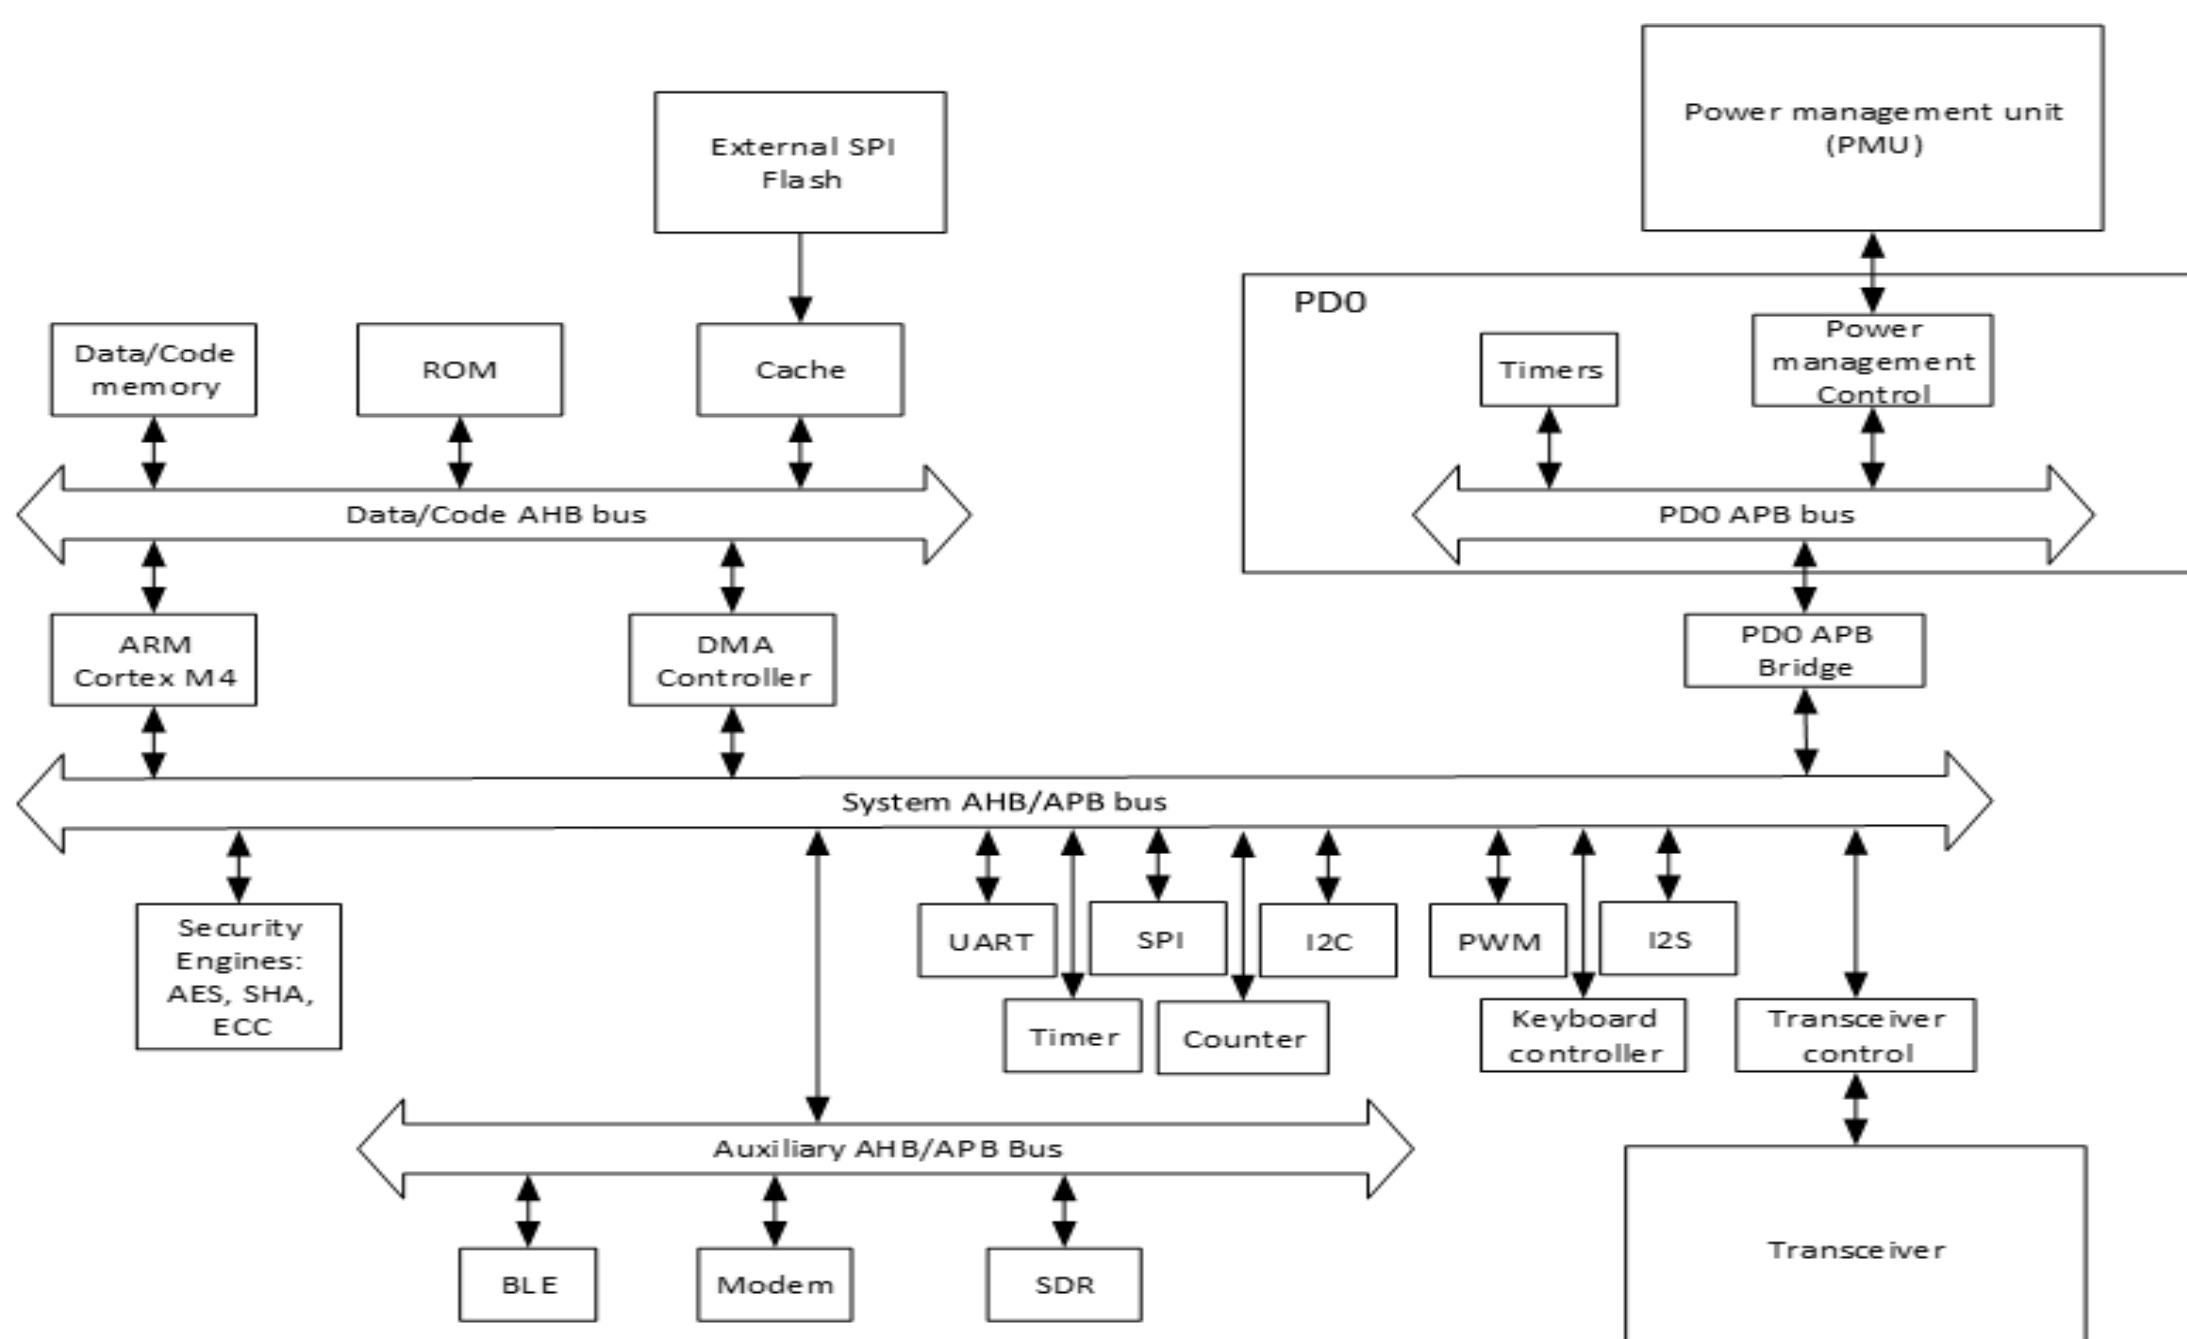 Power management unit
(PMU)
External SPI
Flash
PD0
Data/Code
memory
ROM
Cache
Timers
Power
management
Control
Data/Code AHB bus
PD0 APB bus
ARM
Cortex M4
DMA
Controller
PD0 APB
Bridge
System AHB/APB bus
Security
Engines:
AES, SHA,
ECC
UART
SPI
I2C
PWM
I2S
Timer
Counter
Keyboard
controller
Transceiver
control
Auxiliary AHB/APB Bus
BLE
Modem
SDR
Transceiver